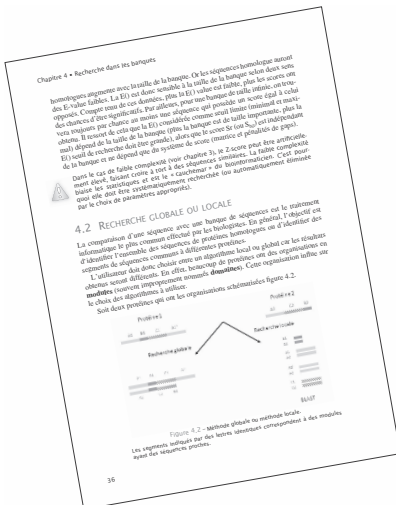 Chapitre 4 • Recherche dans les banques
homologues augmente avec la taille de la banque. Or les séquences homologue auront
des E-value faibles. La E() est donc sensible à la taille de la banque selon deux sens
opposés. Compte tenu de ces données, plus la E() value est faible, plus les scores ont
des chances d'être significatifs. Par ailleurs, pour une banque de taille infinie, on trou-
vera toujours par chance au moins une séquence qui possède un score égal à celui
obtenu. Il ressort de cela que la E() considérée comme seuil limite (minimal et maxi-
mal) dépend de la taille de la banque (plus la banque est de taille importante, plus la
E() seuil de recherche doit être grande), alors que le score Sr (ou S) est indépendant
de la banque et ne dépend que du système de score (matrice et pénalités de gaps).
Dans le cas de faible complexité (voir chapitre 3), le Z-score peut être artificielle-
ment élevé, faisant croire à tort à des séquences similaires. La faible complexité
biaise les statistiques et est le « cauchemar » du bioinformaticien. C'est pour-
quoi elle doit être systématiquement recherchée (ou automatiquement éliminée
par le choix de paramètres appropriés).
4.2 RECHERCHE GLOBALE OU LOCALE
La comparaison d'une séquence avec une banque de séquences est le traitement
informatique le plus commun effectué par les biologistes. En général, l'objectif est
d'identifier l'ensemble des séquences de protéines homologues ou d'identifier des
segments de séquences communs à différentes protéines.
L'utilisateur doit donc choisir entre un algorithme local ou global car les résultats
obtenus seront différents. En effet, beaucoup de protéines ont des organisations en
modules (souvent improprement nommés domaines). Cette organisation influe sur
le choix des algorithmes à utiliser.
Soit deux protéines qui ont les organisations schématisées figure 4.2.
Protéine 1
Protéine 2
Recherche globale
Recherche locale
BLAST
Figure 4.2 – Méthode globale ou méthode locale.
Les segments indiqués par des lettres identiques correspondent à des modules
ayant des séquences proches.
36